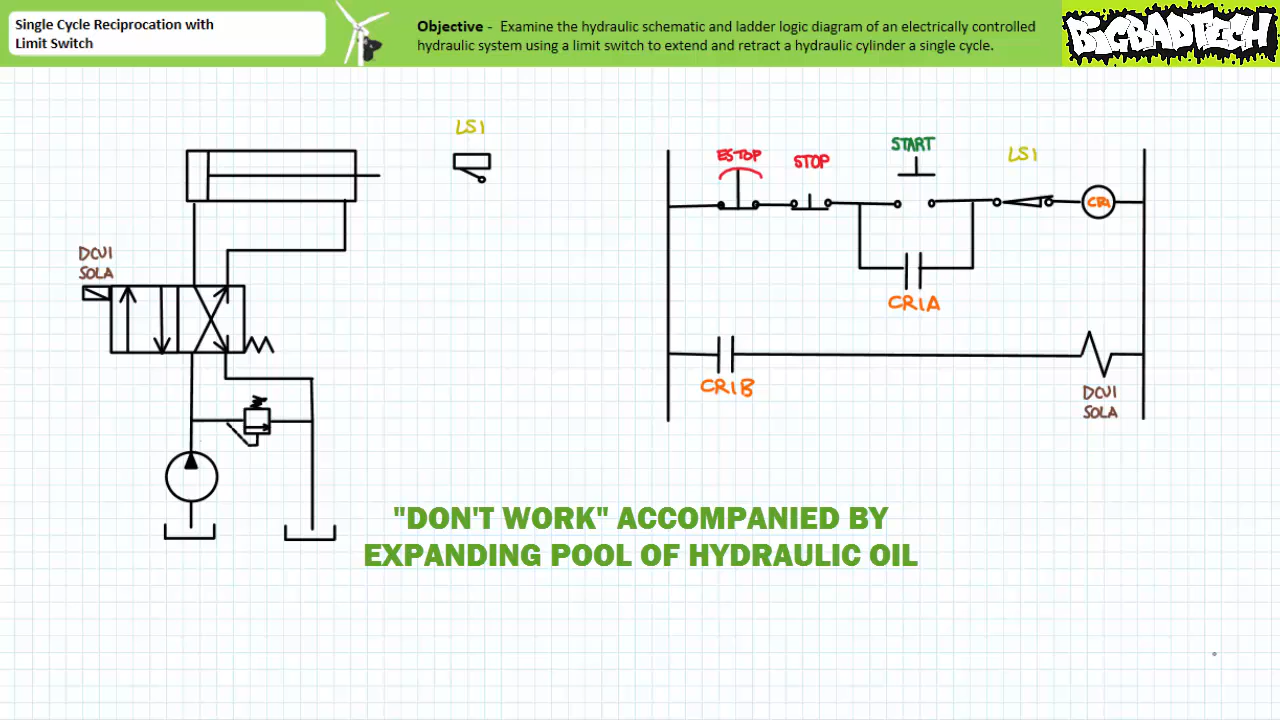 Single Cycle Reciprocation with
Limit Switch
Objective - Examine the hydraulic schematic and ladder logic diagram of an electrically controlled
hydraulic system using a limit switch to extend and retract a hydraulic cylinder a single cycle.
BIGBADTECH
LS1
DCV1
SOLA
ESTOP
STOP
START
LS1
CR1
CR1A
CR1B
DCV1
SOLA
"DON'T WORK" ACCOMPANIED BY
EXPANDING POOL OF HYDRAULIC OIL